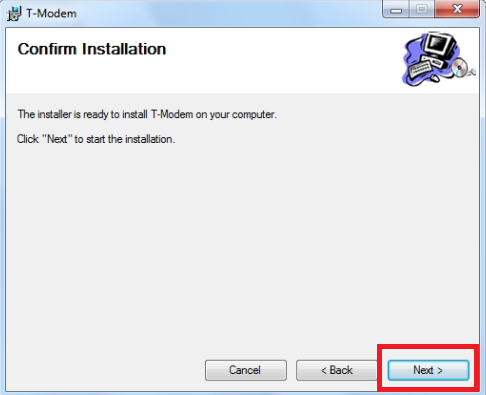 T-Modem
Confirm Installation
The installer is ready to install T-Modem on your computer.
Click "Next" to start the installation.
Cancel
< Back
Next >